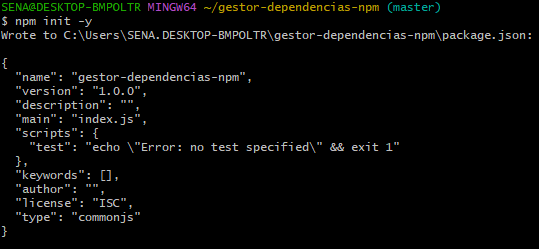 SENA@DESKTOP-BMPOLTR MINGW64 ~/gestor-dependencias-npm (master)
$ npm init -y
Wrote to C:\Users\SENA.DESKTOP-BMPOLTR\gestor-dependencias-npm\package.json:

{
  "name": "gestor-dependencias-npm",
  "version": "1.0.0",
  "description": "",
  "main": "index.js",
  "scripts": {
    "test": "echo \"Error: no test specified\" && exit 1"
  },
  "keywords": [],
  "author": "",
  "license": "ISC",
  "type": "commonjs"
}